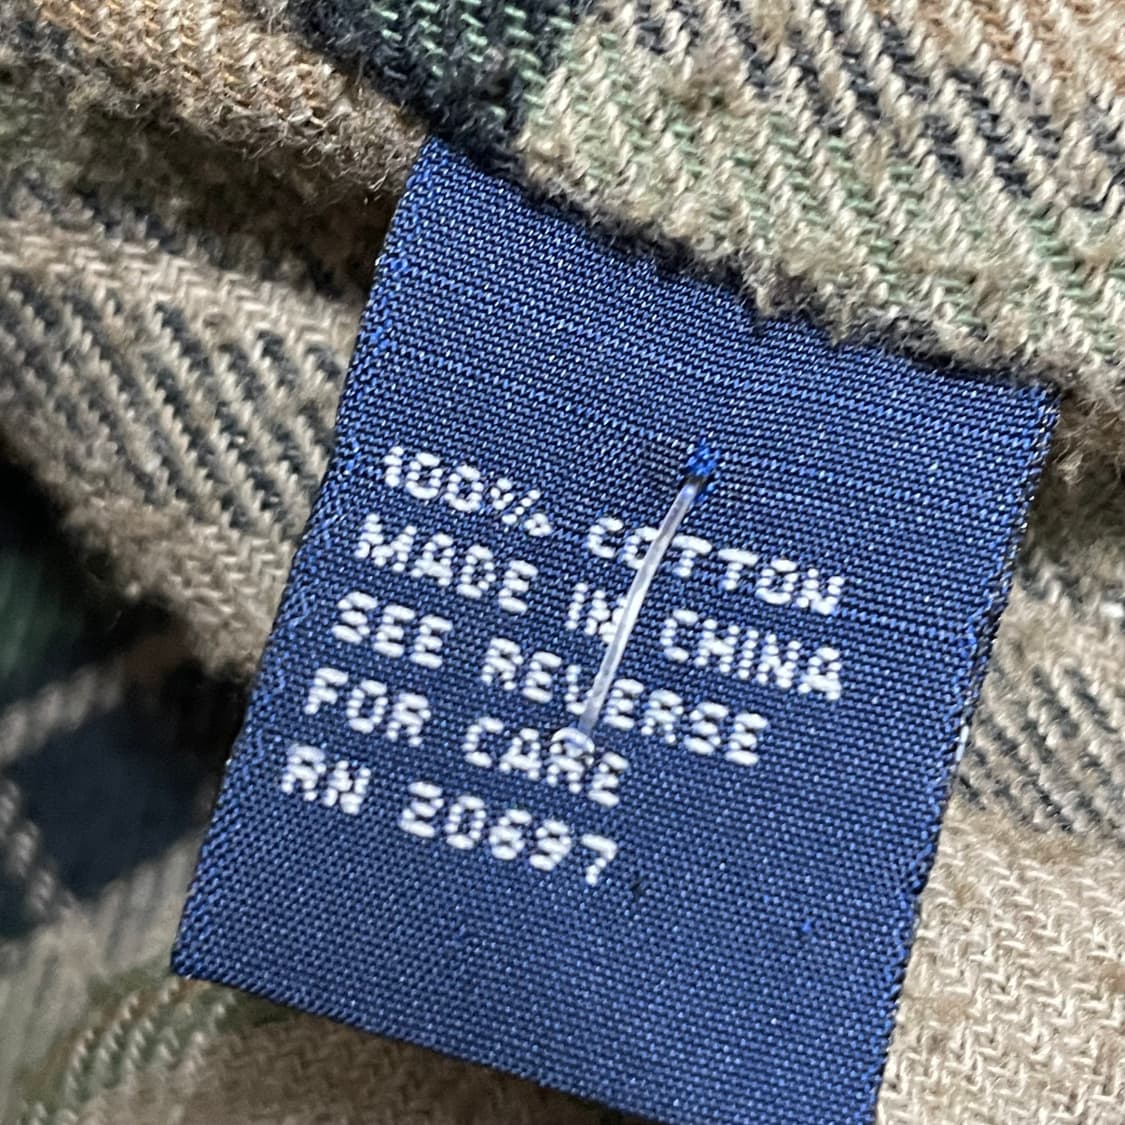 100% COTTON
MADE IN CHINA
SEE REVERSE
FOR CARE
RN 20697